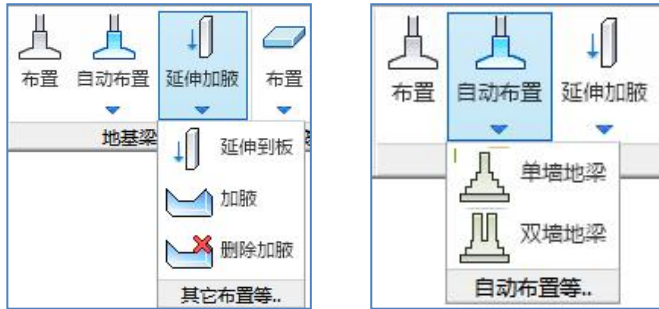 布置 自动布置 延伸加腋 布置
地基梁
延伸到板
加腋
删除加腋
其它布置等..
布置 自动布置 延伸加腋
单墙地梁
双墙地梁
自动布置等..